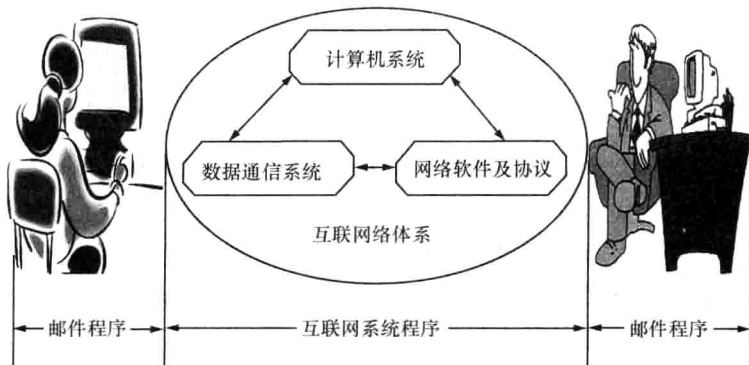 计算机系统
数据通信系统
网络软件及协议
互联网络体系
邮件程序
互联网系统程序
邮件程序